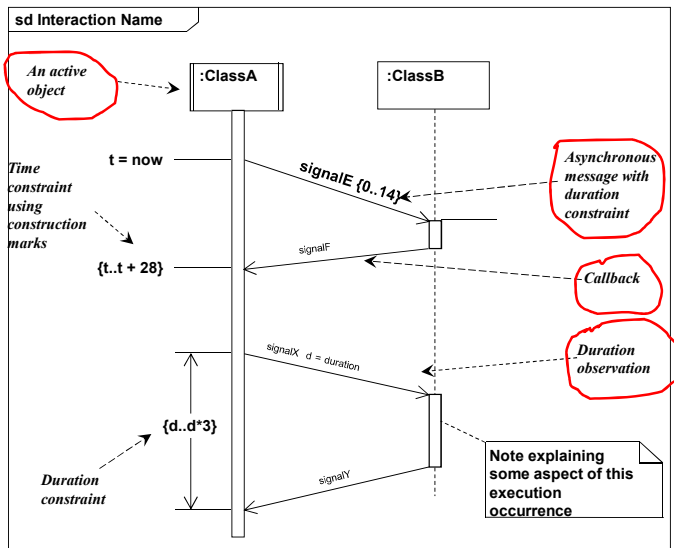 sd Interaction Name
An active
object
:ClassA
:ClassB
t = now
signalE {0..14}
Asynchronous
message with
duration
constraint
Time
constraint
using
construction
marks
signalF
{t..t + 28}
Callback
signalX d = duration
Duration
observation
{d..d*3}
Note explaining
some aspect of this
execution
occurrence
Duration
constraint
signalY